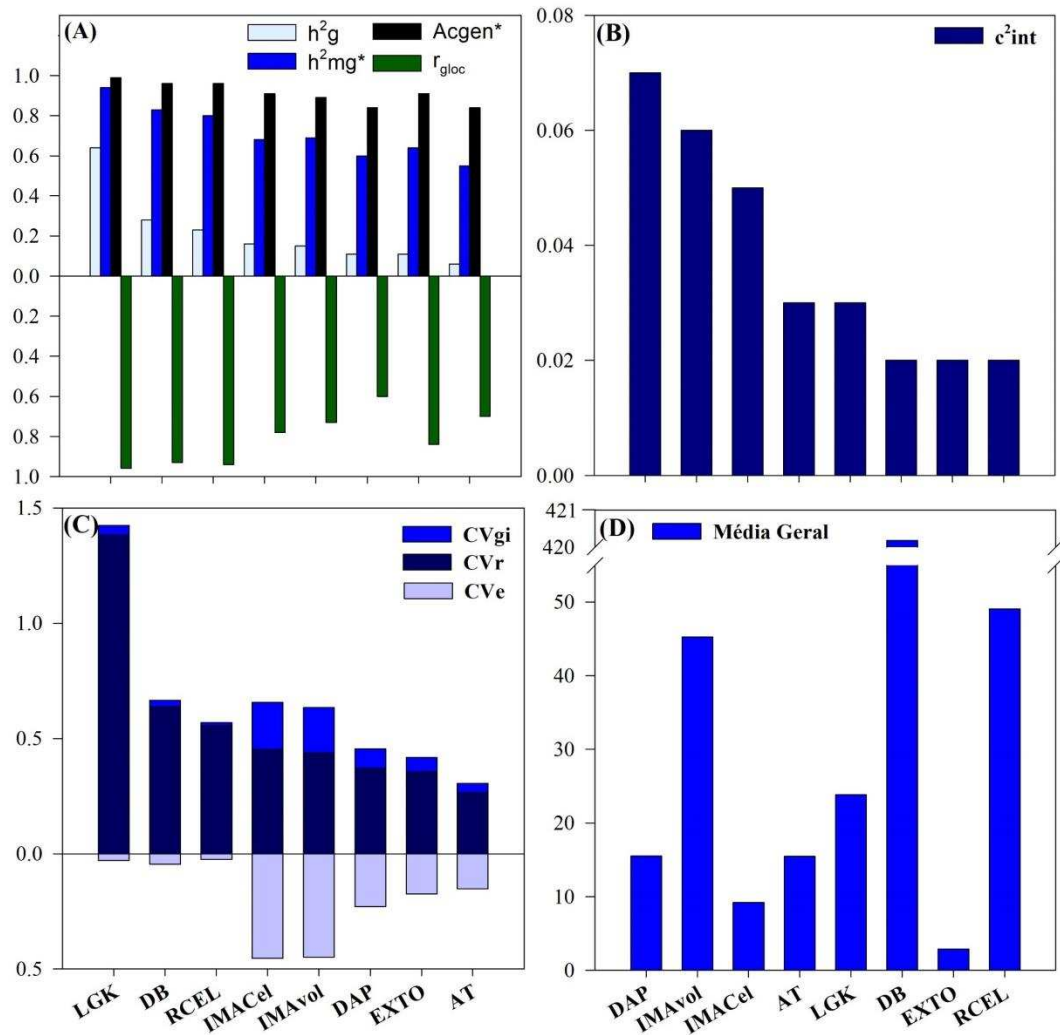 (A)
h²g
Acgen*
h²mg*
r_gloc
1.0
0.8
0.6
0.4
0.2
0.0
0.2
0.4
0.6
0.8
1.0
(B)
c²int
0.08
0.06
0.04
0.02
0.00
(C)
CVgi
CVr
CVe
1.5
1.0
0.5
0.0
0.5
LGK
DB
RCEL
IMACel
IMAvol
DAP
EXTO
AT
(D)
Média Geral
421
420
50
40
30
20
10
0
DAP
IMAvol
IMACel
AT
LGK
DB
EXTO
RCEL